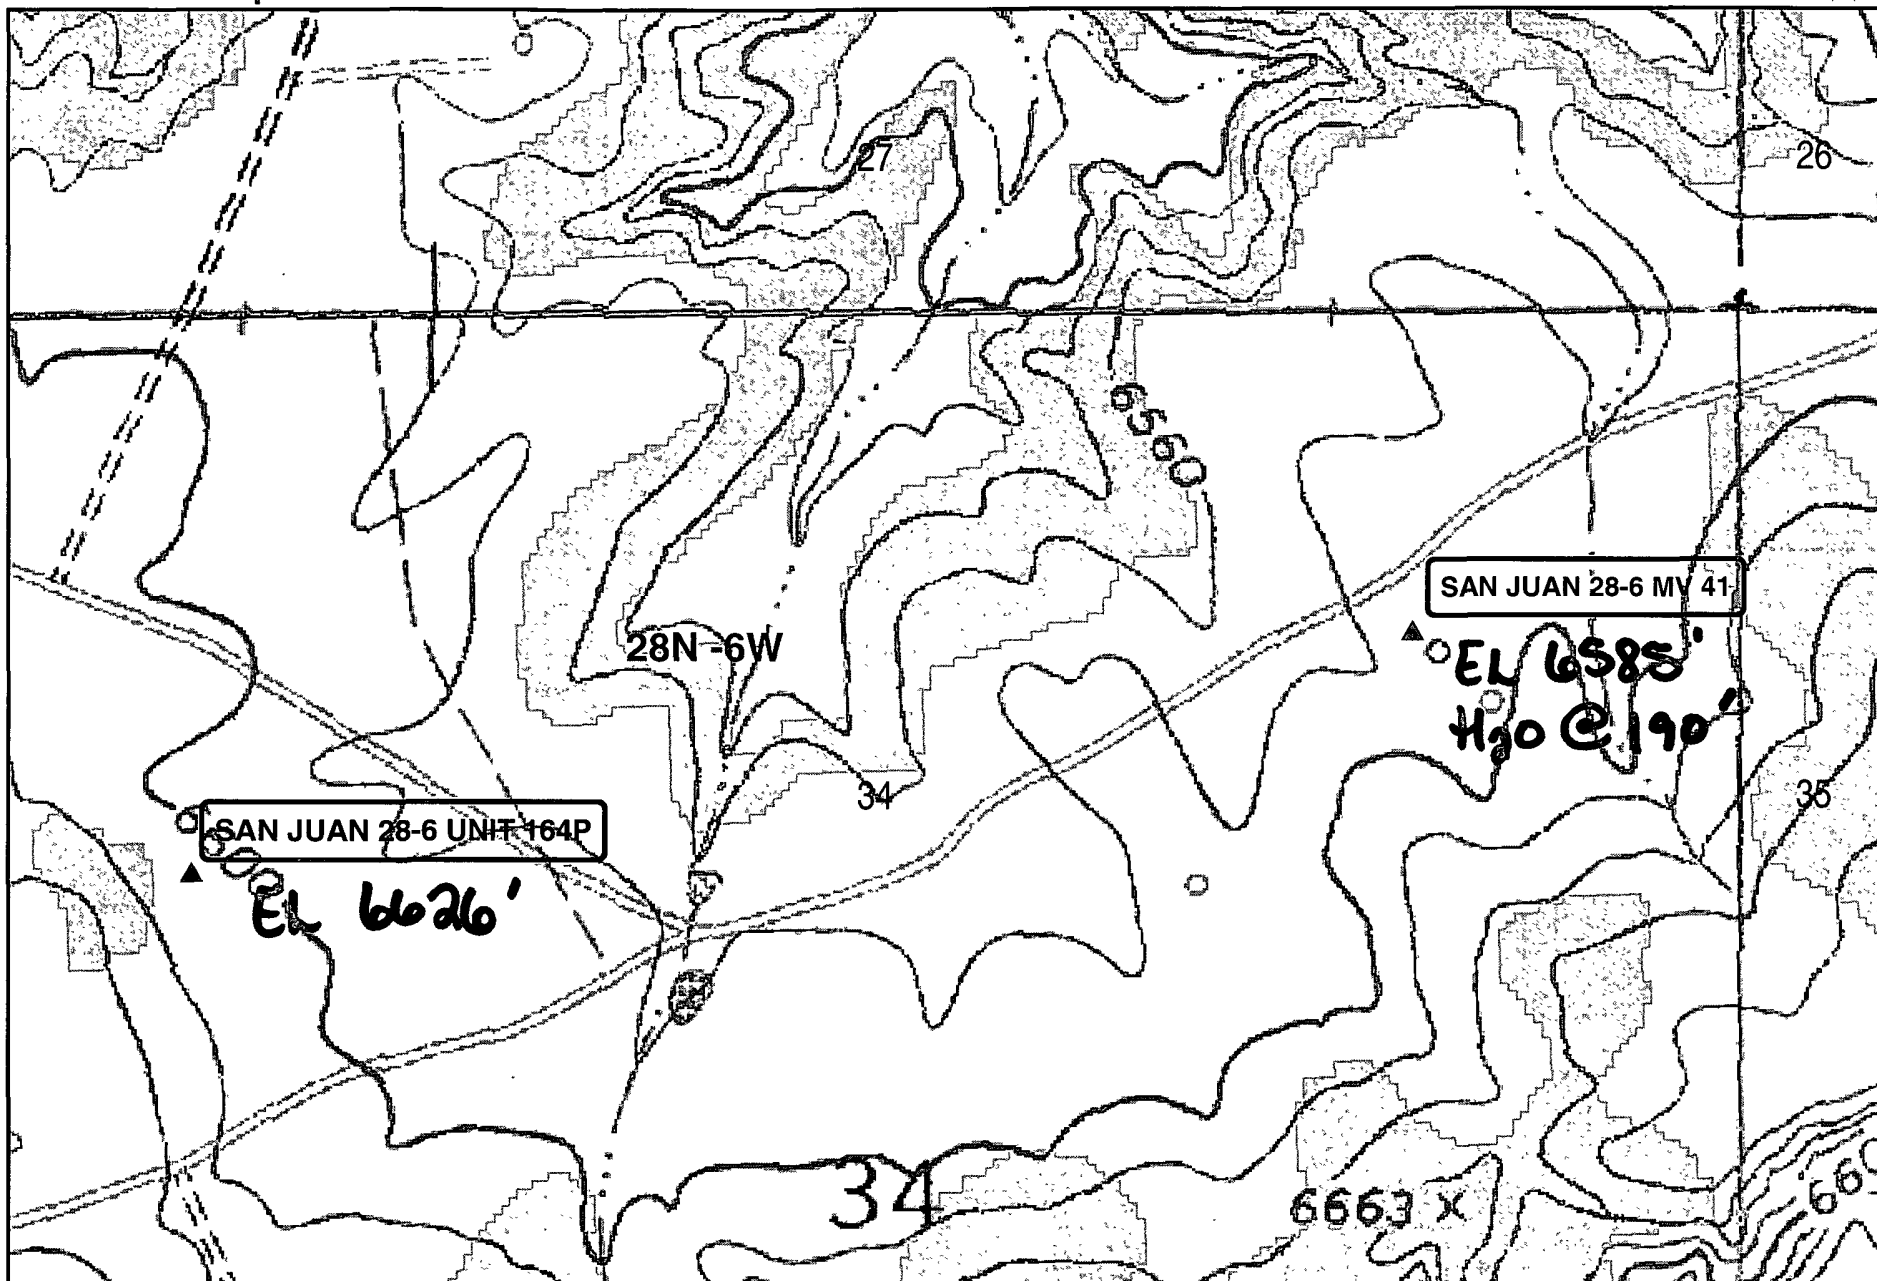 27
26
6560
SAN JUAN 28-6 MV 41
EL 6585'
H2O @ 190'
28N -6W
34
35
SAN JUAN 28-6 UNIT 164P
EL 6626'
34
6663 X